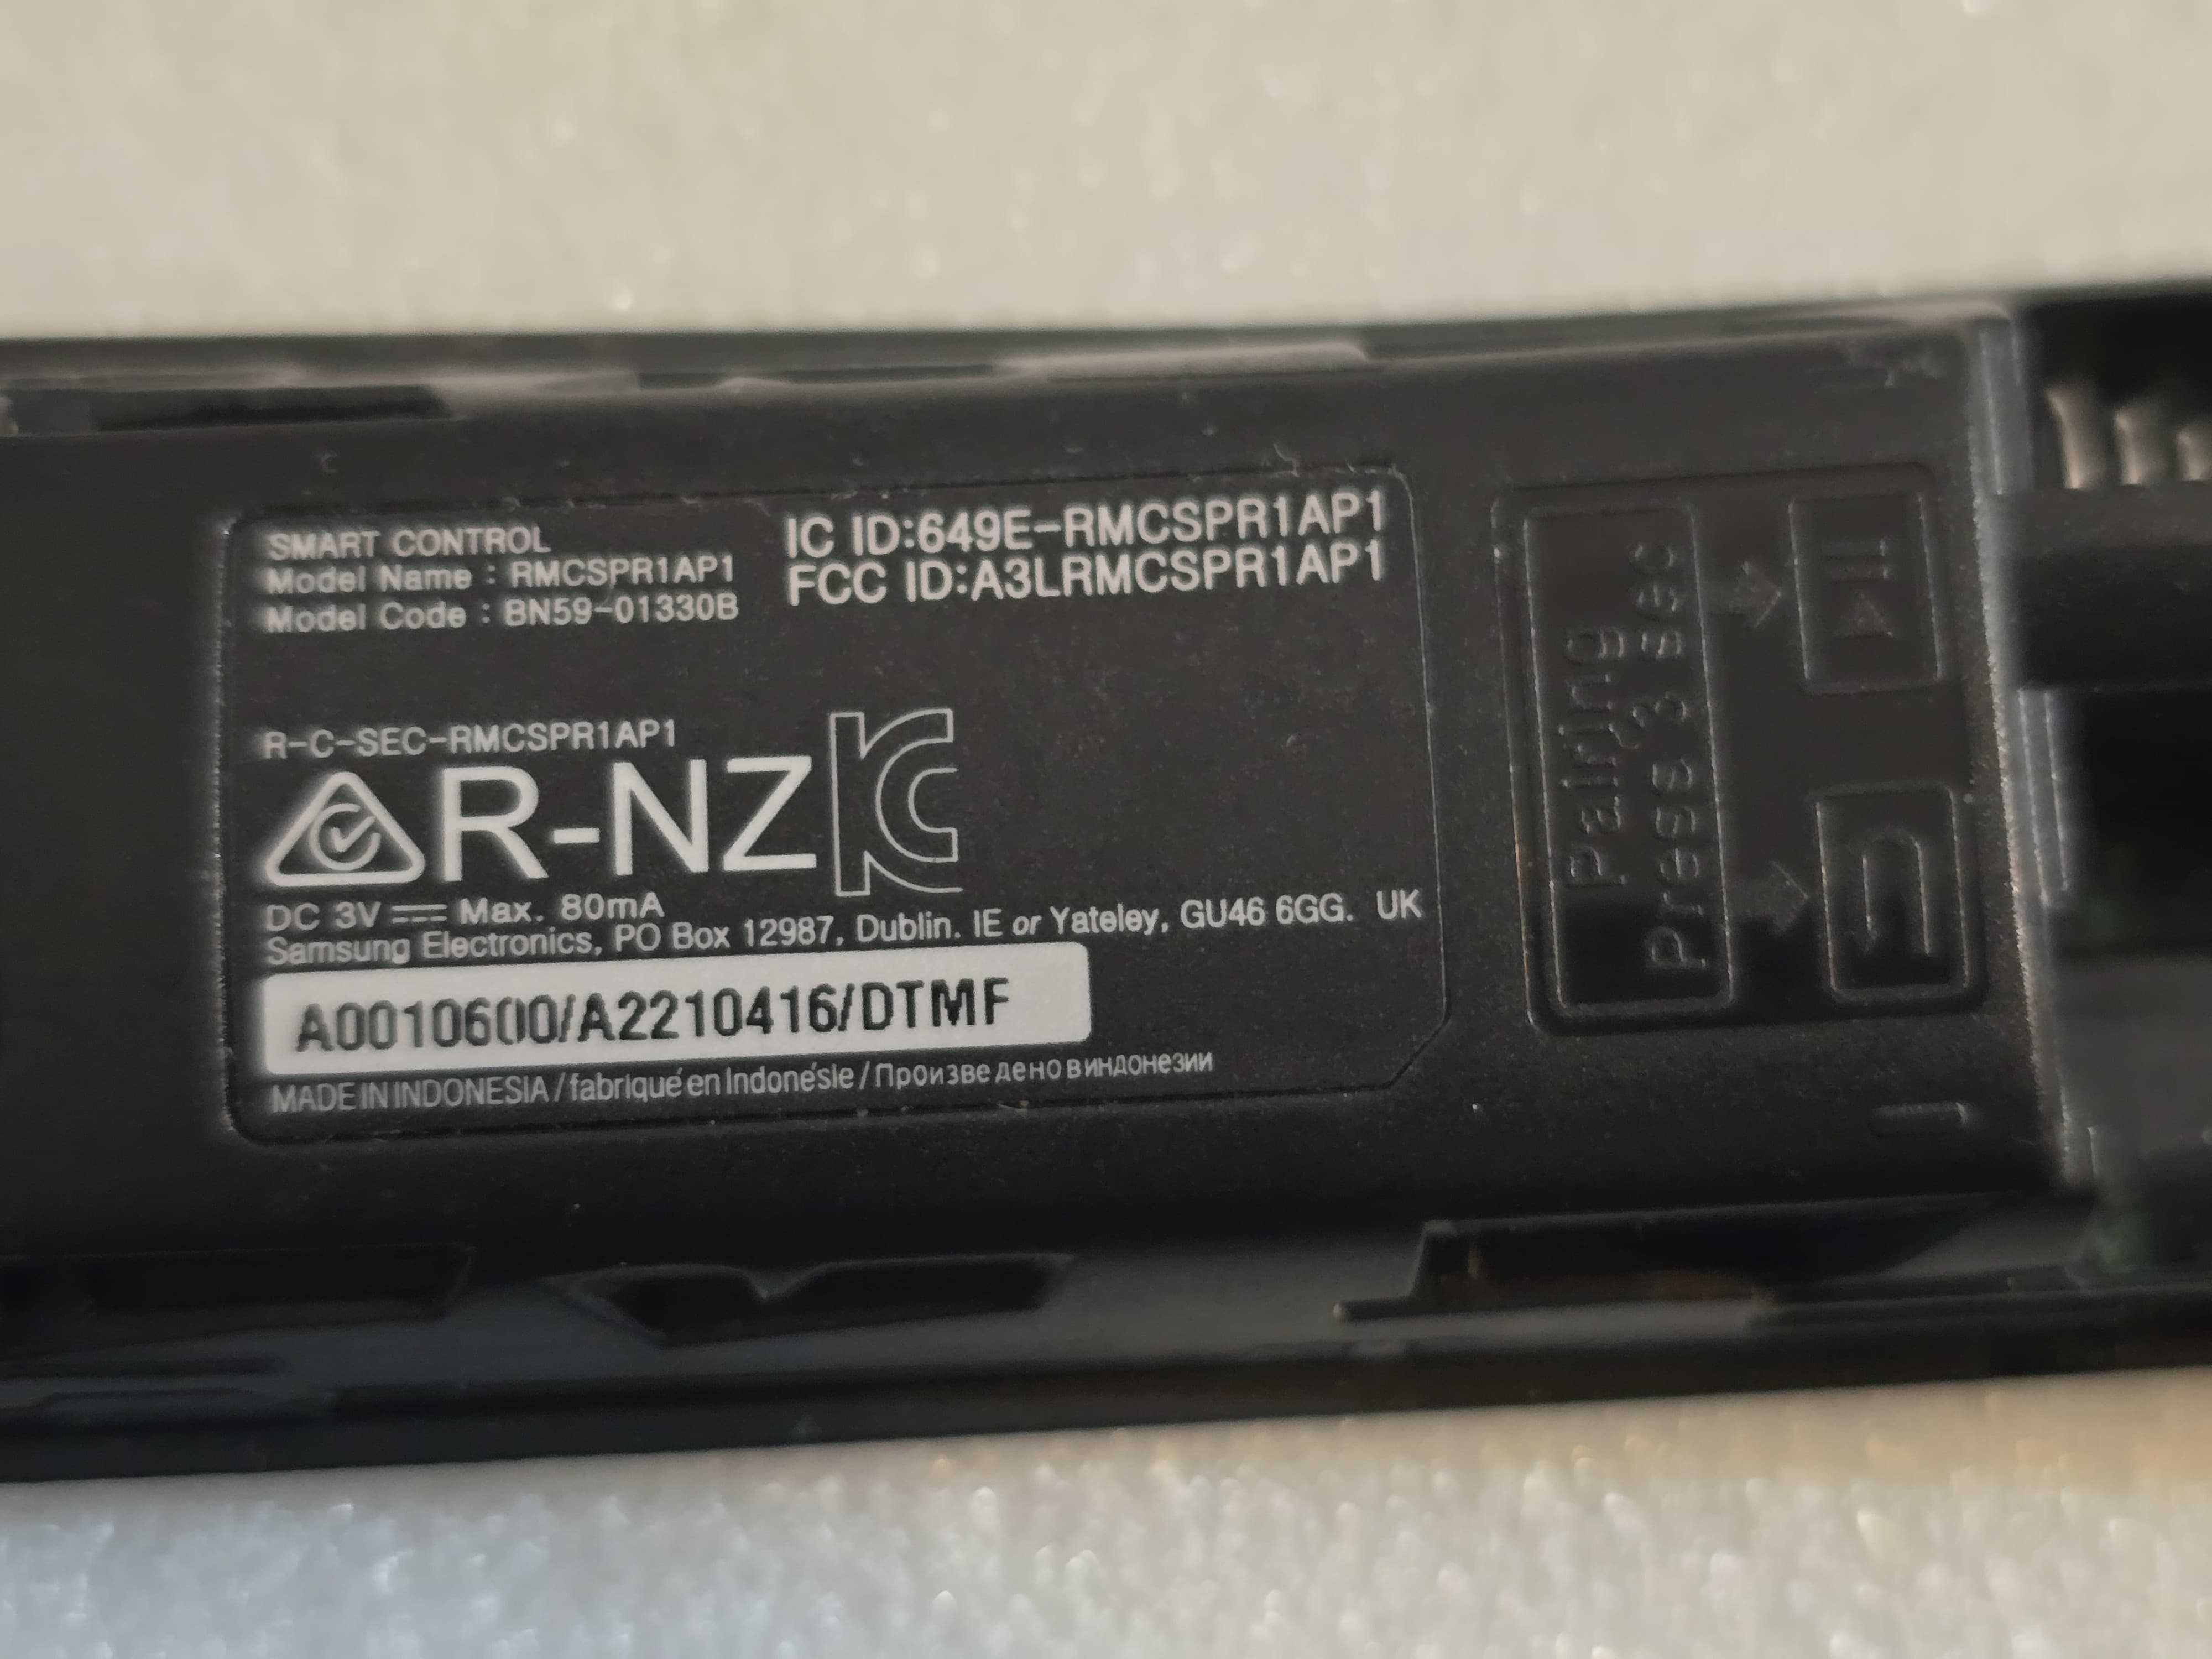 SMART CONTROL
Model Name : RMCSPR1AP1
Model Code : BN59-01330B
IC ID:649E-RMCSPR1AP1
FCC ID:A3LRMCSPR1AP1
R-C-SEC-RMCSPR1AP1
R-NZ
DC 3V Max. 80mA
Samsung Electronics, PO Box 12987, Dublin. IE or Yateley, GU46 6GG. UK
A0010600/A2210416/DTMF
MADE IN INDONESIA / fabriqué en Indonésie / Произведено в индонезии
Pairing
Press 3 sec